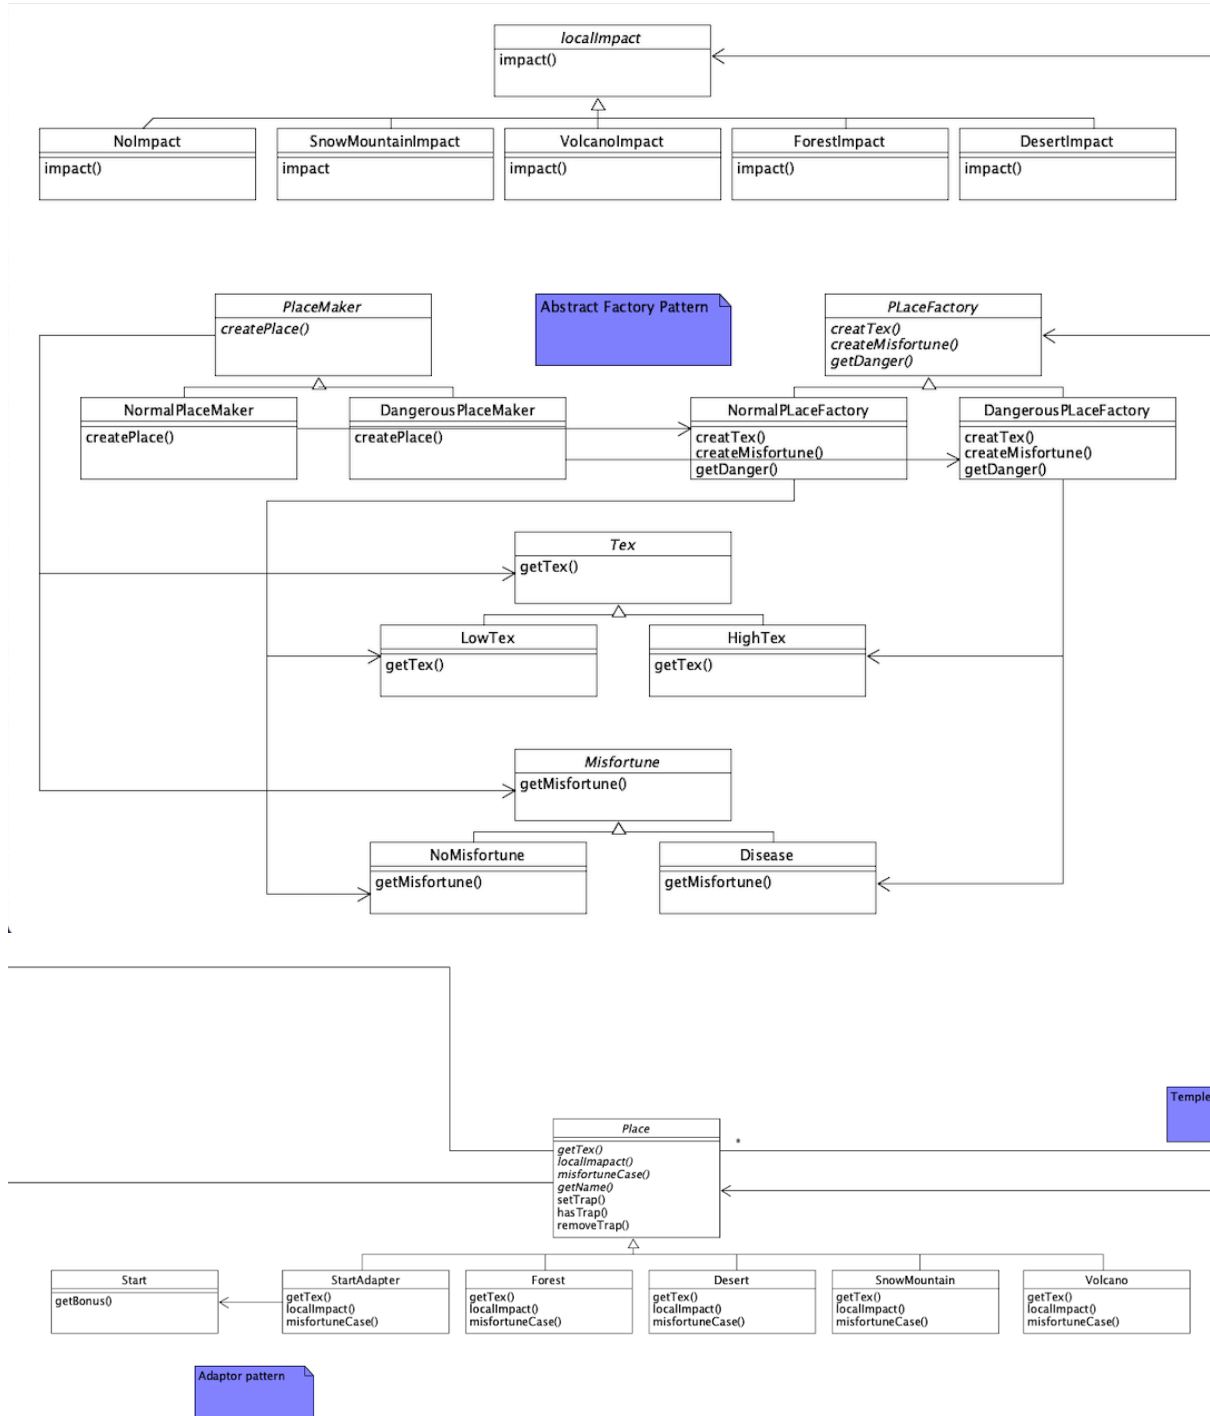 localImpact
impact()
NoImpact
impact()
SnowMountainImpact
impact
VolcanoImpact
impact()
ForestImpact
impact()
DesertImpact
impact()
PlaceMaker
createPlace()
Abstract Factory Pattern
PLaceFactory
creatTex()
createMisfortune()
getDanger()
NormalPlaceMaker
createPlace()
DangerousPlaceMaker
createPlace()
NormalPLaceFactory
creatTex()
createMisfortune()
getDanger()
DangerousPLaceFactory
creatTex()
createMisfortune()
getDanger()
Tex
getTex()
LowTex
getTex()
HighTex
getTex()
Misfortune
getMisfortune()
NoMisfortune
getMisfortune()
Disease
getMisfortune()
Temple
Place
*
getTex()
localImapact()
misfortuneCase()
getName()
setTrap()
hasTrap()
removeTrap()
Start
getBonus()
StartAdapter
getTex()
localImpact()
misfortuneCase()
Forest
getTex()
localImpact()
misfortuneCase()
Desert
getTex()
localImpact()
misfortuneCase()
SnowMountain
getTex()
localImpact()
misfortuneCase()
Volcano
getTex()
localImpact()
misfortuneCase()
Adaptor pattern